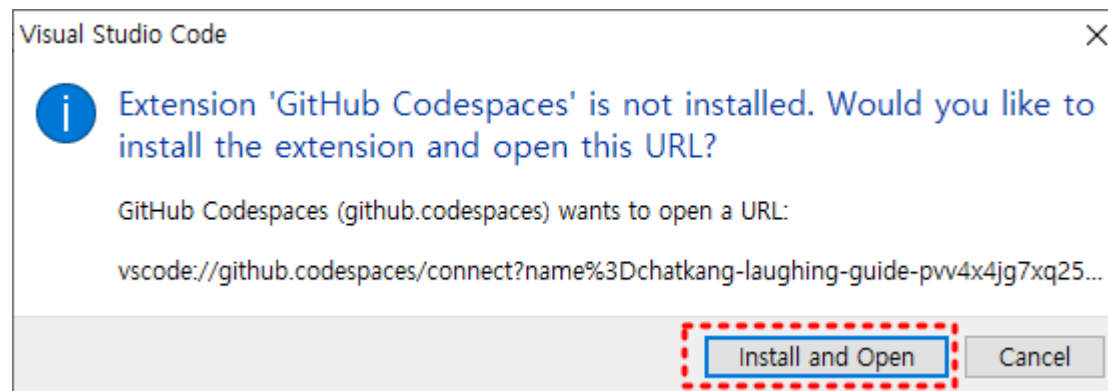 Visual Studio Code
Extension 'GitHub Codespaces' is not installed. Would you like to
install the extension and open this URL?
GitHub Codespaces (github.codespaces) wants to open a URL:
vscode://github.codespaces/connect?name%3Dchatkang-laughing-guide-pvv4x4jg7xq25...
Install and Open
Cancel